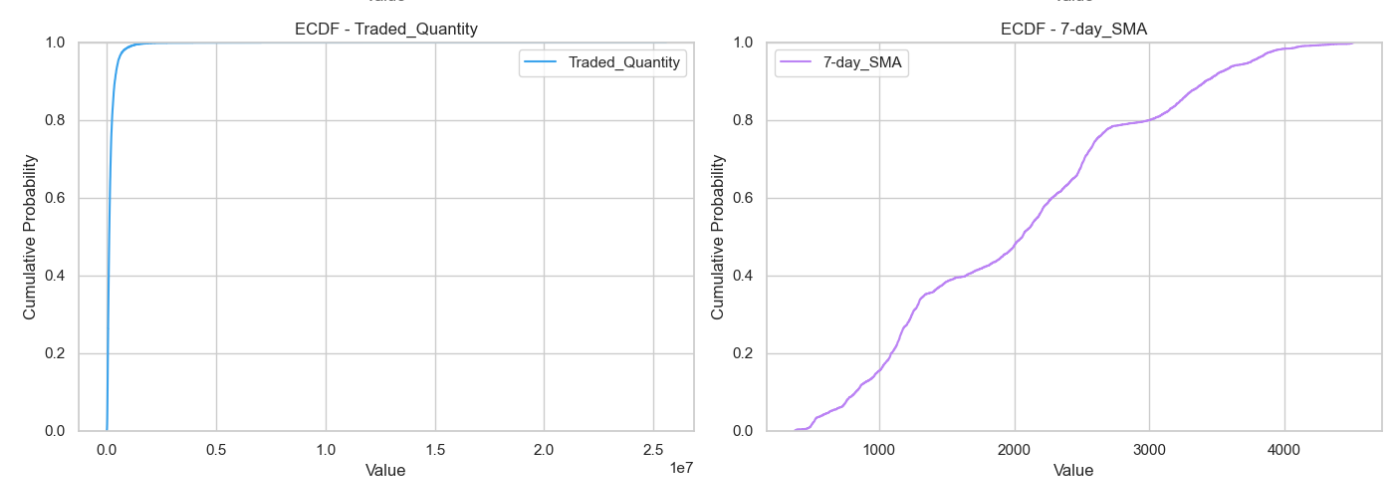 Value Value
ECDF - Traded_Quantity
1.0
0.8
0.6
0.4
0.2
0.0
Cumulative Probability
Traded_Quantity
0.0 0.5 1.0 1.5 2.0 2.5
1e7
Value
ECDF - 7-day_SMA
1.0
0.8
0.6
0.4
0.2
0.0
Cumulative Probability
7-day_SMA
1000 2000 3000 4000
Value